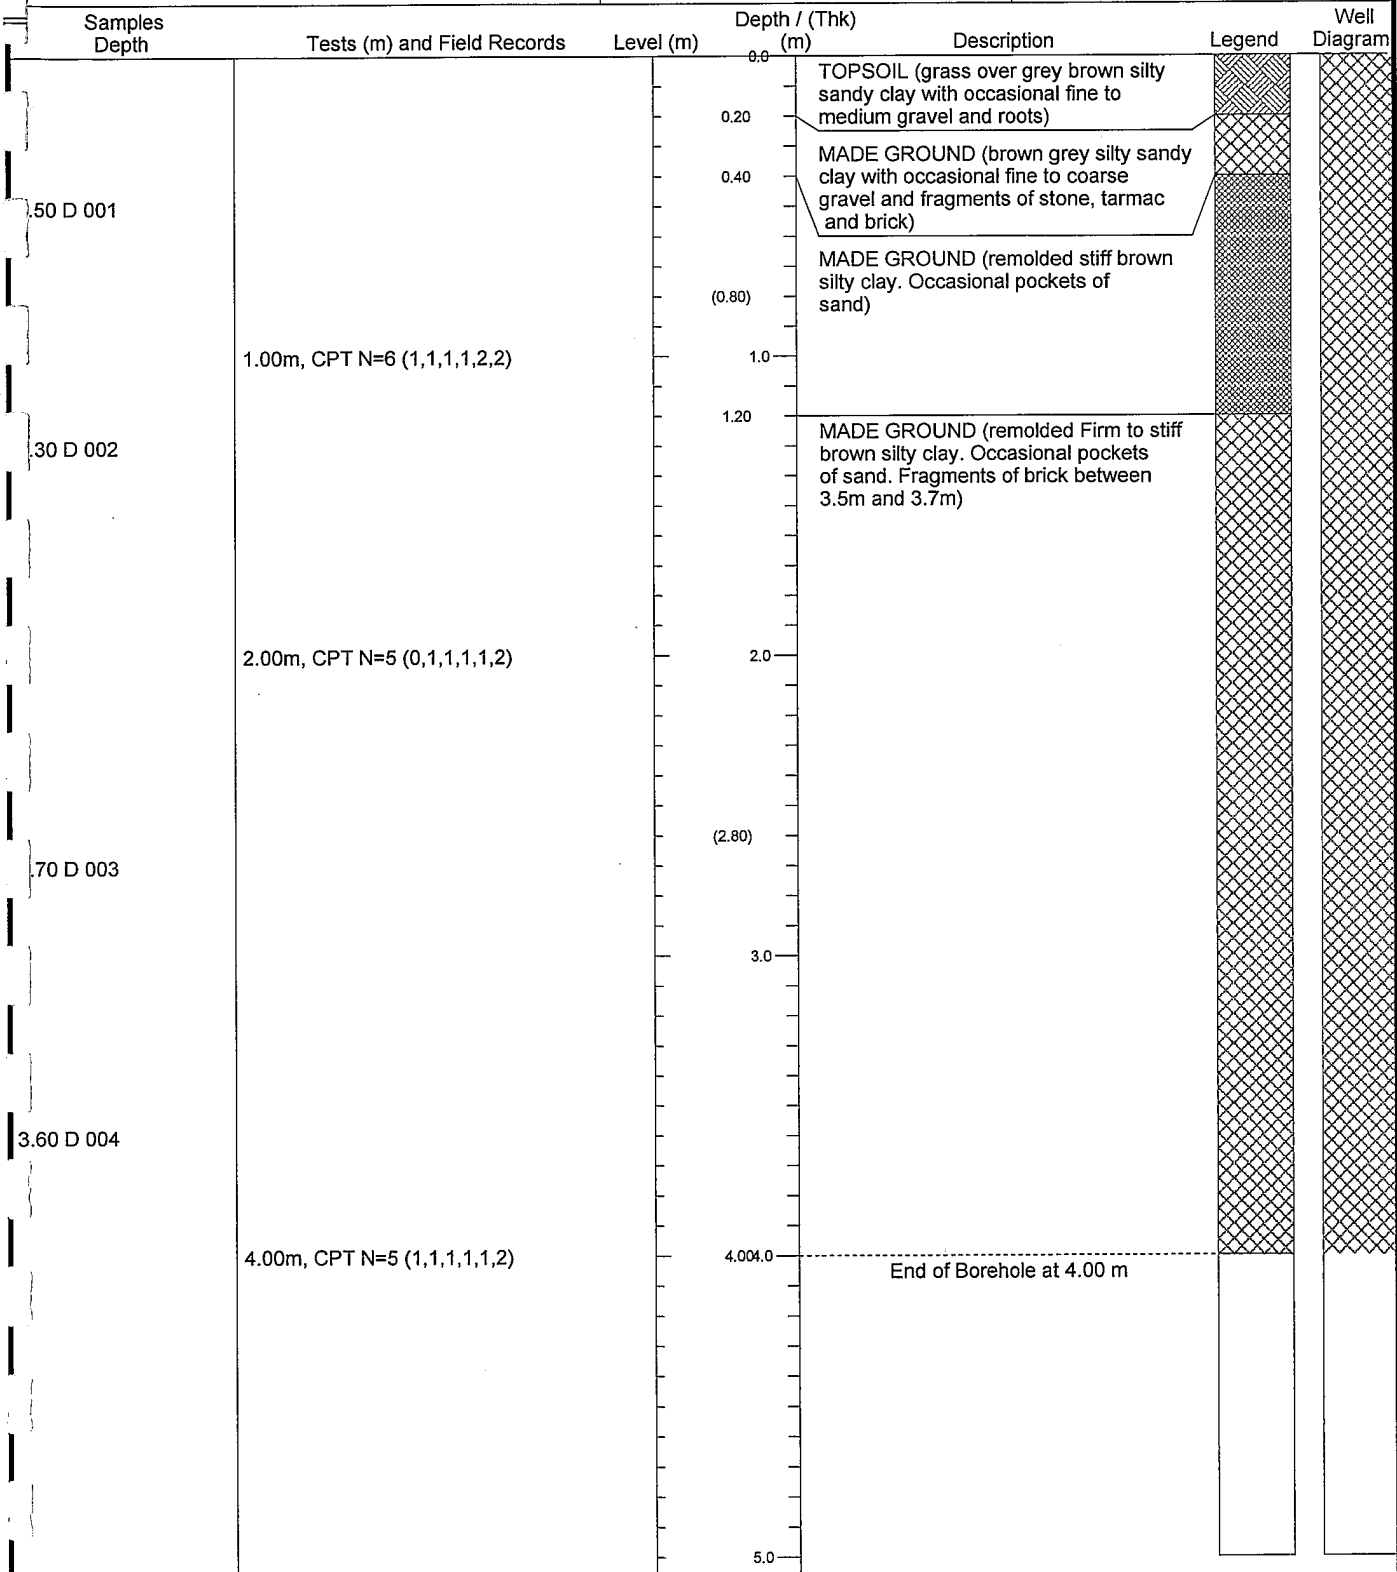 Samples
Depth
Tests (m) and Field Records
Level (m)
Depth / (Thk)
(m)
Description
Legend
Well
Diagram
0.0
TOPSOIL (grass over grey brown silty
sandy clay with occasional fine to
medium gravel and roots)
0.20
MADE GROUND (brown grey silty sandy
clay with occasional fine to coarse
gravel and fragments of stone, tarmac
and brick)
0.40
.50 D 001
MADE GROUND (remolded stiff brown
silty clay. Occasional pockets of
sand)
(0.80)
1.00m, CPT N=6 (1,1,1,1,2,2)
1.0
1.20
MADE GROUND (remolded Firm to stiff
brown silty clay. Occasional pockets
of sand. Fragments of brick between
3.5m and 3.7m)
.30 D 002
2.00m, CPT N=5 (0,1,1,1,1,2)
2.0
(2.80)
.70 D 003
3.0
3.60 D 004
4.00m, CPT N=5 (1,1,1,1,1,2)
4.00
4.0
End of Borehole at 4.00 m
5.0